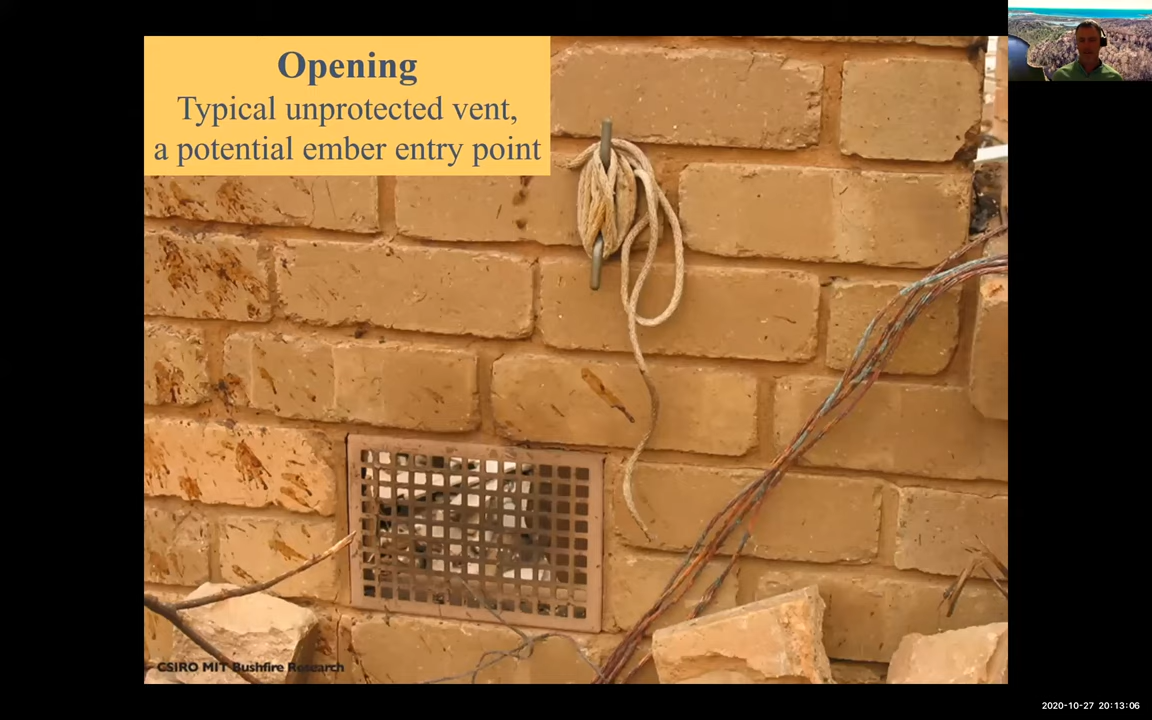 Opening
Typical unprotected vent,
a potential ember entry point
CSIRO MIT Bushfire Research
2020-10-27 20:13:06